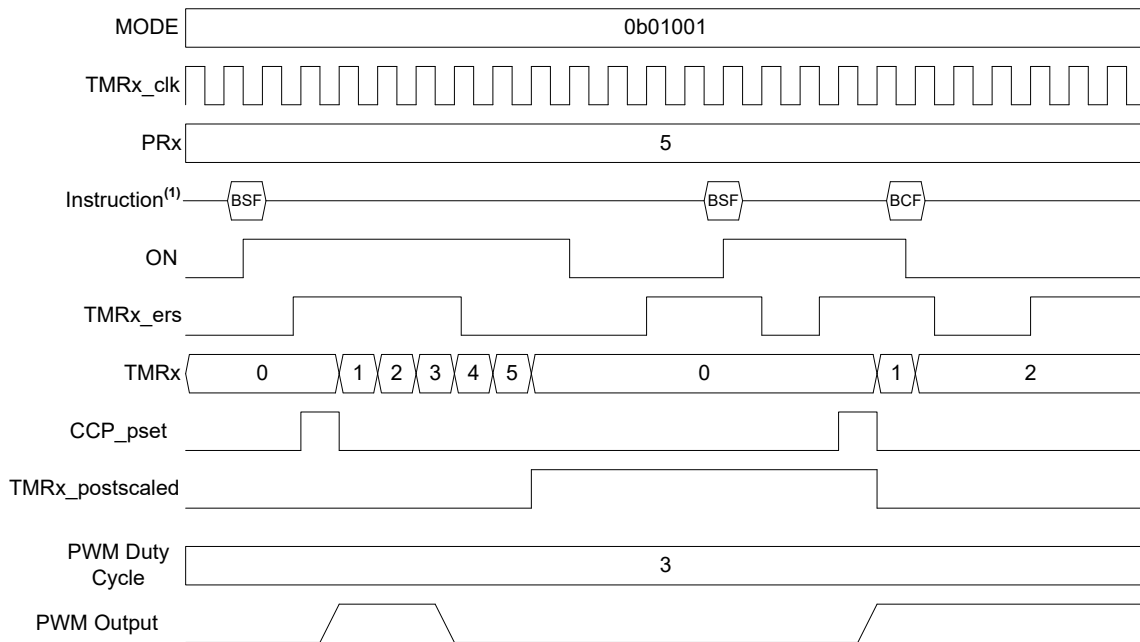 MODE 0b01001
TMRx_clk
PRx 5
Instruction(1) BSF BSF BCF
ON
TMRx_ers
TMRx 0 1 2 3 4 5 0 1 2
CCP_pset
TMRx_postscaled
PWM Duty
Cycle 3
PWM Output